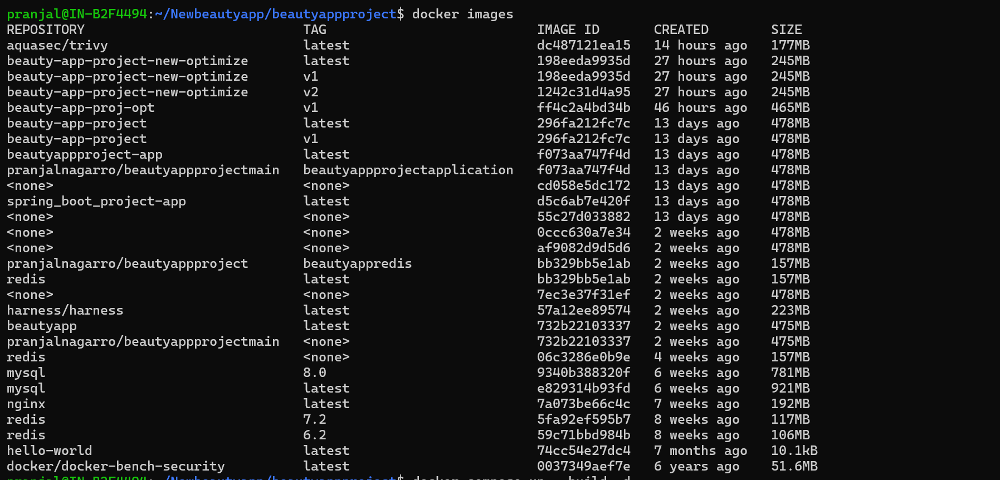 pranjal@IN-B2F4494:~/Newbeautyapp/beautyappproject$ docker images
REPOSITORY TAG IMAGE ID CREATED SIZE
aquasec/trivy latest dc487121ea15 14 hours ago 177MB
beauty-app-project-new-optimize latest 198eeda9935d 27 hours ago 245MB
beauty-app-project-new-optimize v1 198eeda9935d 27 hours ago 245MB
beauty-app-project-new-optimize v2 1242c31d4a95 27 hours ago 245MB
beauty-app-proj-opt v1 ff4c2a4bd34b 46 hours ago 465MB
beauty-app-project latest 296fa212fc7c 13 days ago 478MB
beauty-app-project v1 296fa212fc7c 13 days ago 478MB
beautyappproject-app latest f073aa747f4d 13 days ago 478MB
pranjalnagarro/beautyappprojectmain beautyappprojectapplication f073aa747f4d 13 days ago 478MB
<none> <none> cd058e5dc172 13 days ago 478MB
spring_boot_project-app latest d5c6ab7e420f 13 days ago 478MB
<none> <none> 55c27d033882 13 days ago 478MB
<none> <none> 0ccc630a7e34 2 weeks ago 478MB
<none> <none> af9082d9d5d6 2 weeks ago 478MB
pranjalnagarro/beautyappproject beautyappredis bb329bb5e1ab 2 weeks ago 157MB
redis latest bb329bb5e1ab 2 weeks ago 157MB
<none> <none> 7ec3e37f31ef 2 weeks ago 478MB
harness/harness latest 57a12ee89574 2 weeks ago 223MB
beautyapp latest 732b22103337 2 weeks ago 475MB
pranjalnagarro/beautyappprojectmain <none> 732b22103337 2 weeks ago 475MB
redis <none> 06c3286e0b9e 4 weeks ago 157MB
mysql 8.0 9340b388320f 6 weeks ago 781MB
mysql latest e829314b93fd 6 weeks ago 921MB
nginx latest 7a073be66c4c 7 weeks ago 192MB
redis 7.2 5fa92ef595b7 8 weeks ago 117MB
redis 6.2 59c71bbd984b 8 weeks ago 106MB
hello-world latest 74cc54e27dc4 7 months ago 10.1kB
docker/docker-bench-security latest 0037349aef7e 6 years ago 51.6MB
pranjal@IN-B2F4494:~/Newbeautyapp/beautyappproject$ docker compose up --build -d